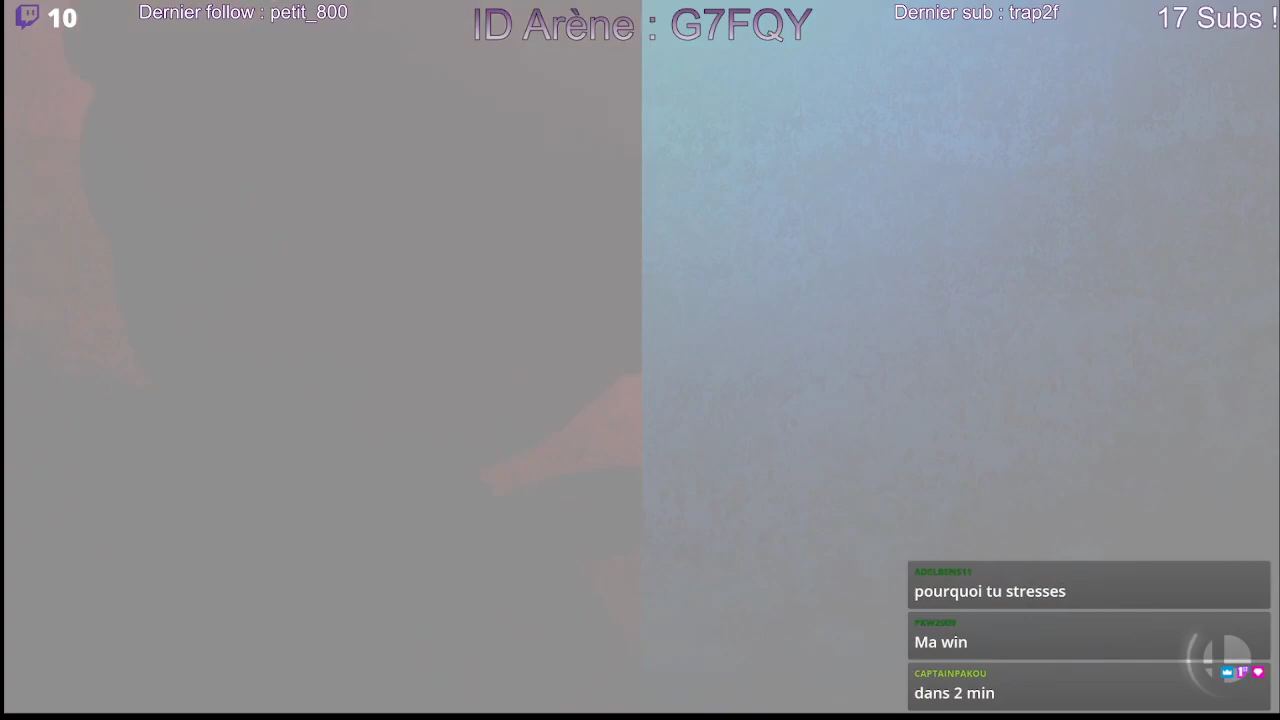 10
Dernier follow : petit_800
ID Arène : G7FQY
Dernier sub : trap2f
17 Subs !
ADELBENS11
pourquoi tu stresses
Ma win
CAPTAINPAKOU
dans 2 min